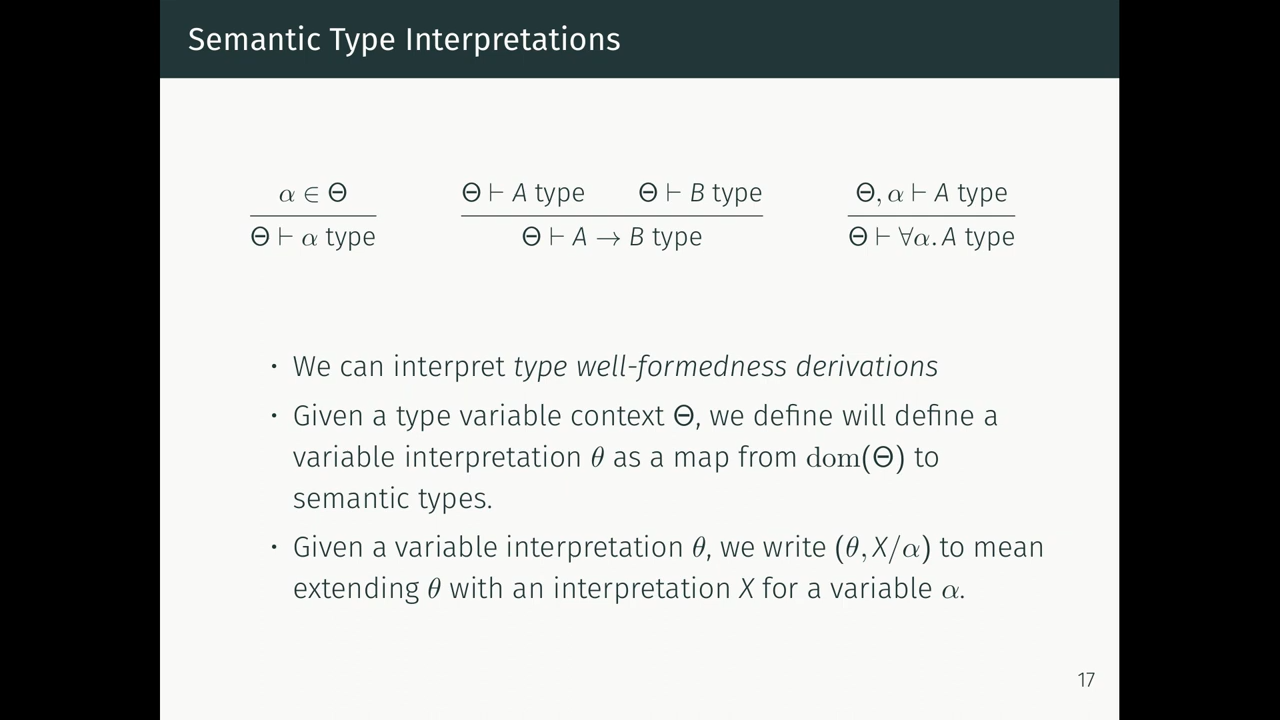 Semantic Type Interpretations
α ∈ Θ
Θ ⊢ α type
Θ ⊢ A type Θ ⊢ B type
Θ ⊢ A → B type
Θ, α ⊢ A type
Θ ⊢ ∀α. A type
· We can interpret type well-formedness derivations
· Given a type variable context Θ, we define will define a
variable interpretation θ as a map from dom(Θ) to
semantic types.
· Given a variable interpretation θ, we write (θ, X/α) to mean
extending θ with an interpretation X for a variable α.
17